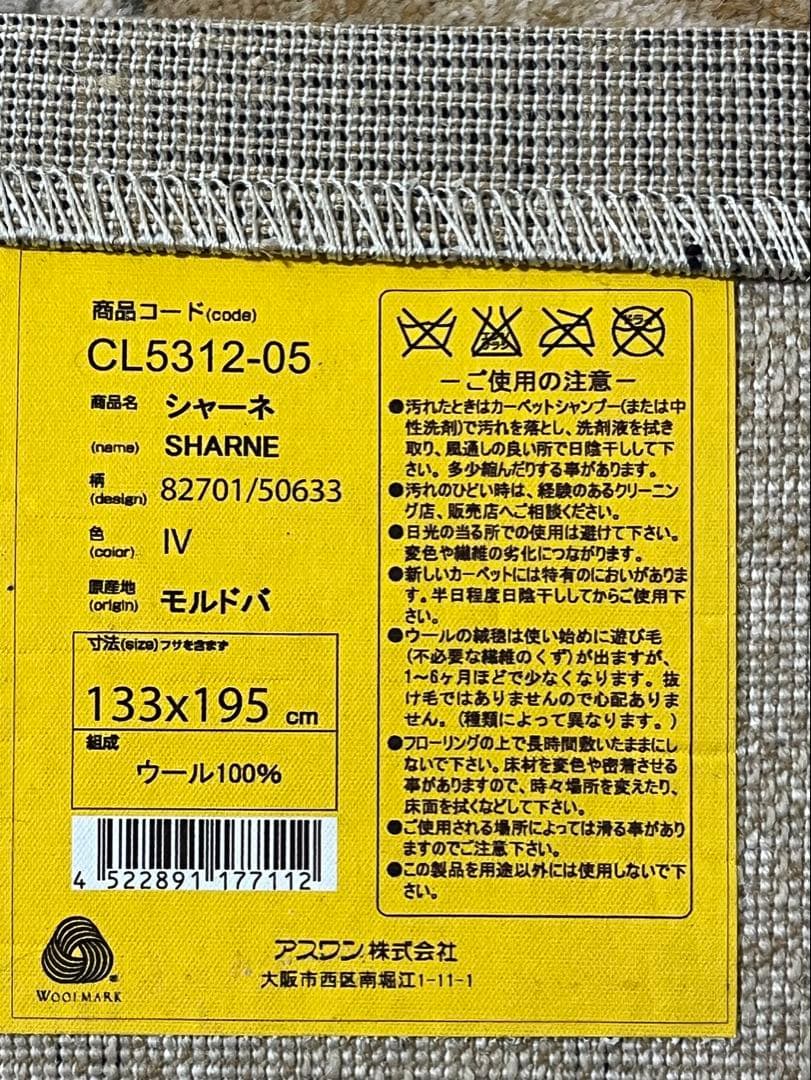 商品コード(code)
CL5312-05
商品名 シャーネ
(name) SHARNE
柄
(design) 82701/50633
色
(color) IV
原産地
(origin) モルドバ
寸法(size)フサを含まず
133x195 cm
組成
ウール100%
4 522891 177112
WOOLMARK
エンソ
ドライ
ーご使用の注意ー
●汚れたときはカーペットシャンプー(または中
性洗剤)で汚れを落とし、洗剤液を拭き
取り、風通しの良い所で日陰干しして下
さい。多少縮んだりする事があります。
●汚れのひどい時は、経験のあるクリーニン
グ店、販売店へご相談ください。
●日光の当る所での使用は避けて下さい。
変色や繊維の劣化につながります。
●新しいカーペットには特有のにおいがありま
す。半日程度日陰干ししてからご使用下
さい。
●ウールの絨毯は使い始めに遊び毛
(不必要な繊維のくず)が出ますが、
1〜6ヶ月ほどで少なくなります。抜
け毛ではありませんので心配ありま
せん。(種類によって異なります。)
●フローリングの上で長時間敷いたままにし
ないで下さい。床材を変色や密着させる
事がありますので、時々場所を変えたり、
床面を拭くなどして下さい。
●ご使用される場所によっては滑る事があり
ますのでご注意下さい。
●この製品を用途以外には使用しないで下
さい。
アスワン株式会社
大阪市西区南堀江1-11-1